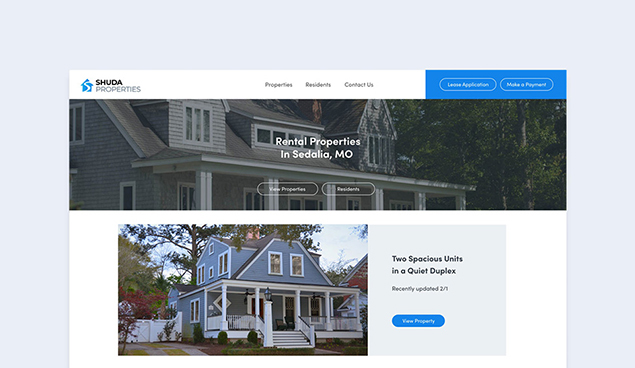 SHUDA
PROPERTIES
Properties Residents Contact Us
Lease Application Make a Payment
Rental Properties
In Sedalia, MO
View Properties Residents
Two Spacious Units
in a Quiet Duplex
Recently updated 2/1
View Property